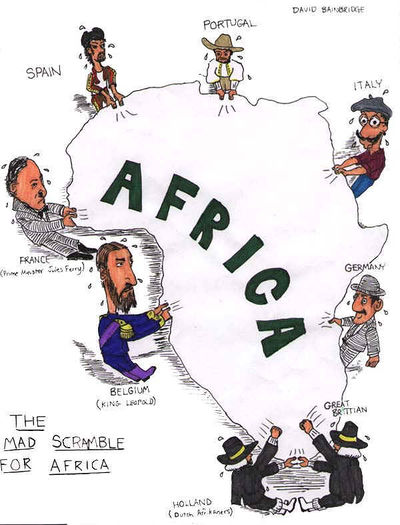 DAVID BAINBRIDGE
PORTUGAL
SPAIN
ITALY
AFRICA
FRANCE
(Prime Minister Jules Ferry)
GERMANY
BELGIUM
(KING LEOPOLD)
GREAT
BRITTIAN
THE
MAD SCRAMBLE
FOR AFRICA
HOLLAND
(Dutch Afrikaners)